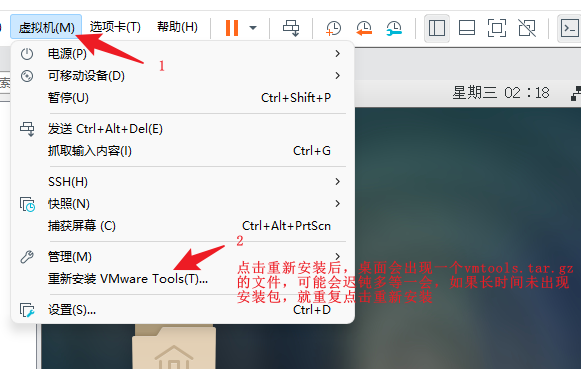 虚拟机(M) 选项卡(T) 帮助(H)
电源(P)
1
可移动设备(D)
索
暂停(U) Ctrl+Shift+P
星期三 02：18
发送 Ctrl+Alt+Del(E)
抓取输入内容(I) Ctrl+G
SSH(H)
快照(N)
捕获屏幕 (C) Ctrl+Alt+PrtScn
2
管理(M)
点击重新安装后，桌面会出现一个vmtools.tar.gz
重新安装 VMware Tools(T)...
的文件，可能会迟钝多等一会，如果长时间未出现
安装包，就重复点击重新安装
设置(S)... Ctrl+D